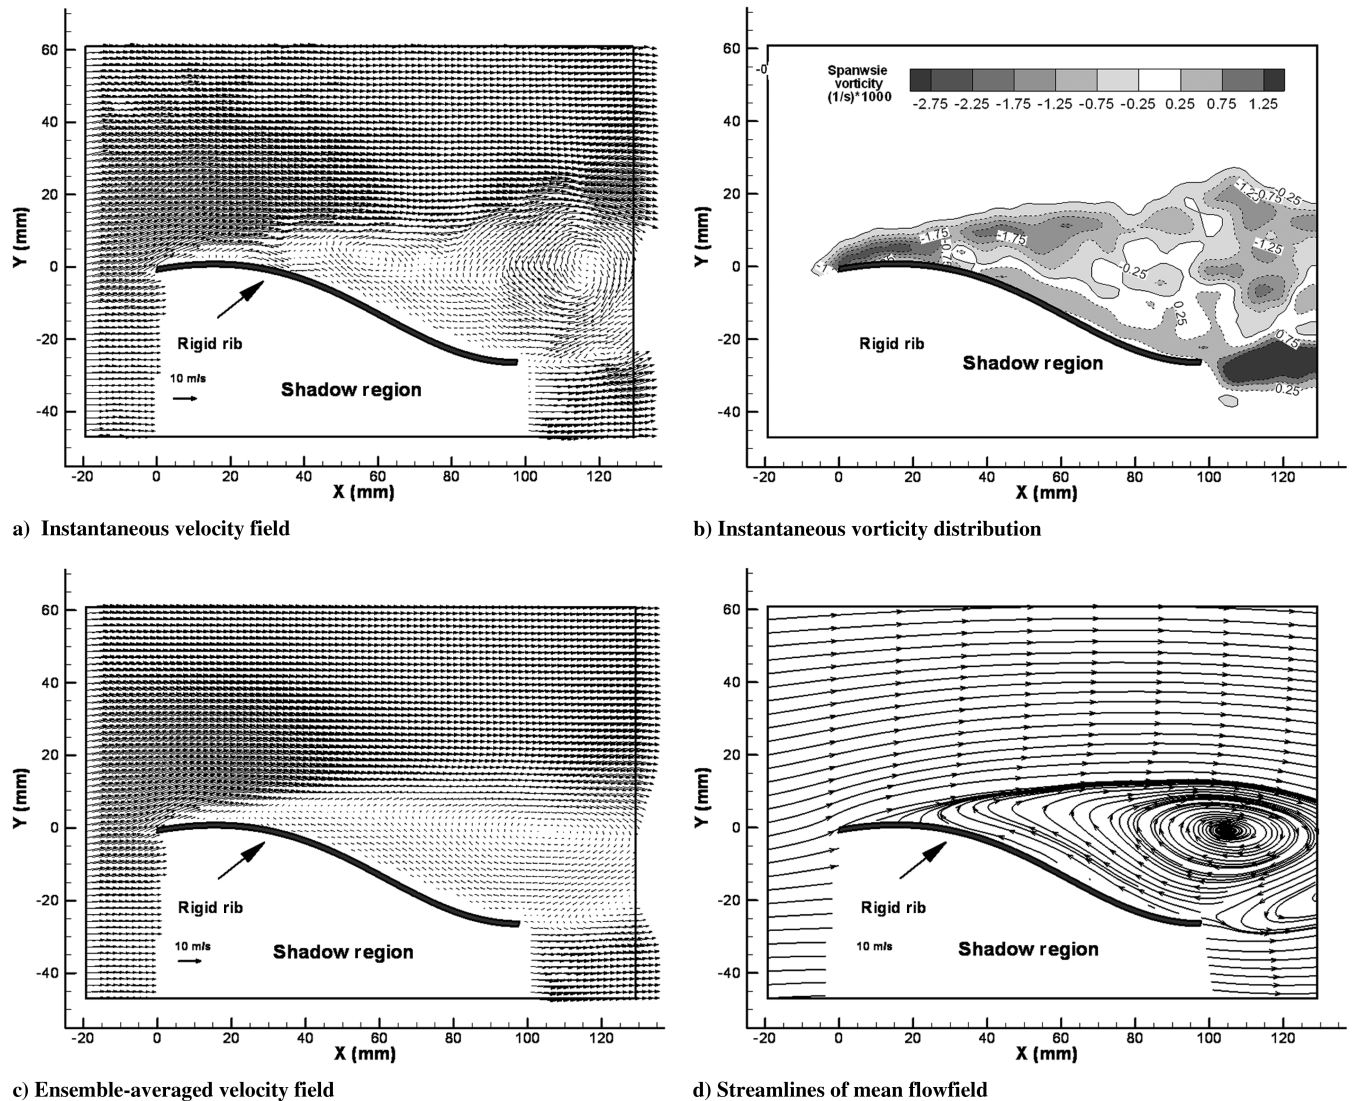 60
40
20
0
-20
-40
Y (mm)
Rigid rib
10 m/s
Shadow region
-20 0 20 40 60 80 100 120
X (mm)
a) Instantaneous velocity field
60
40
20
0
-20
-40
Y (mm)
-0
Spanwsie
vorticity
(1/s)*1000
-2.75 -2.25 -1.75 -1.25 -0.75 -0.25 0.25 0.75 1.25
-1.75
-1.75
-0.25
-0.75
-0.25
-1.25
0.25
0.75
0.25
Rigid rib
Shadow region
-20 0 20 40 60 80 100 120
X (mm)
b) Instantaneous vorticity distribution
60
40
20
0
-20
-40
Y (mm)
Rigid rib
10 m/s
Shadow region
-20 0 20 40 60 80 100 120
X (mm)
c) Ensemble-averaged velocity field
60
40
20
0
-20
-40
Y (mm)
Rigid rib
10 m/s
Shadow region
-20 0 20 40 60 80 100 120
X (mm)
d) Streamlines of mean flowfield